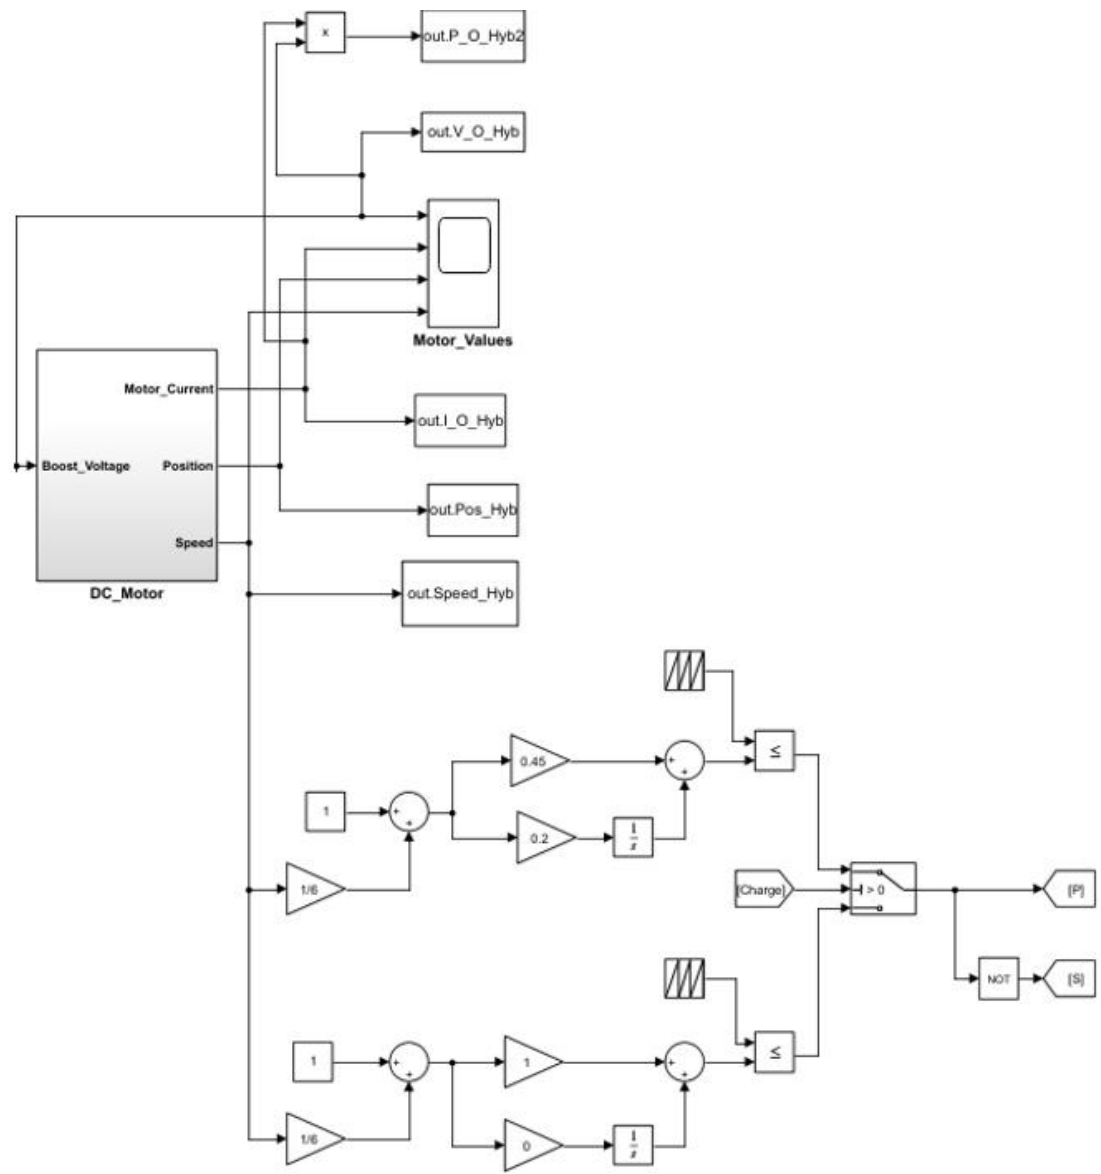 x
out.P_O_Hyb2
out.V_O_Hyb
Motor_Values
Motor_Current
out.I_O_Hyb
Boost_Voltage
Position
out.Pos_Hyb
Speed
DC_Motor
out.Speed_Hyb
≤
0.45
+
+
1
+
+
0.2
1
s
1/6
[Charge]
> 0
[P]
NOT
[S]
≤
1
+
+
1
+
+
1/6
0
1
s